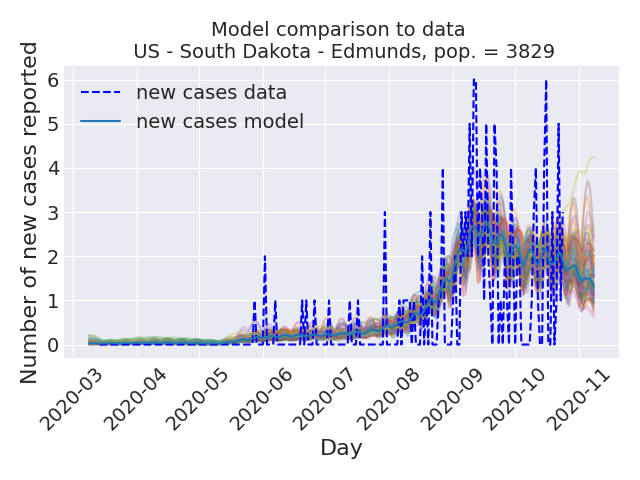 Model comparison to data
US - South Dakota - Edmunds, pop. = 3829
Number of new cases reported
6
5
4
3
2
1
0
new cases data
new cases model
2020-03
2020-04
2020-05
2020-06
2020-07
2020-08
2020-09
2020-10
2020-11
Day